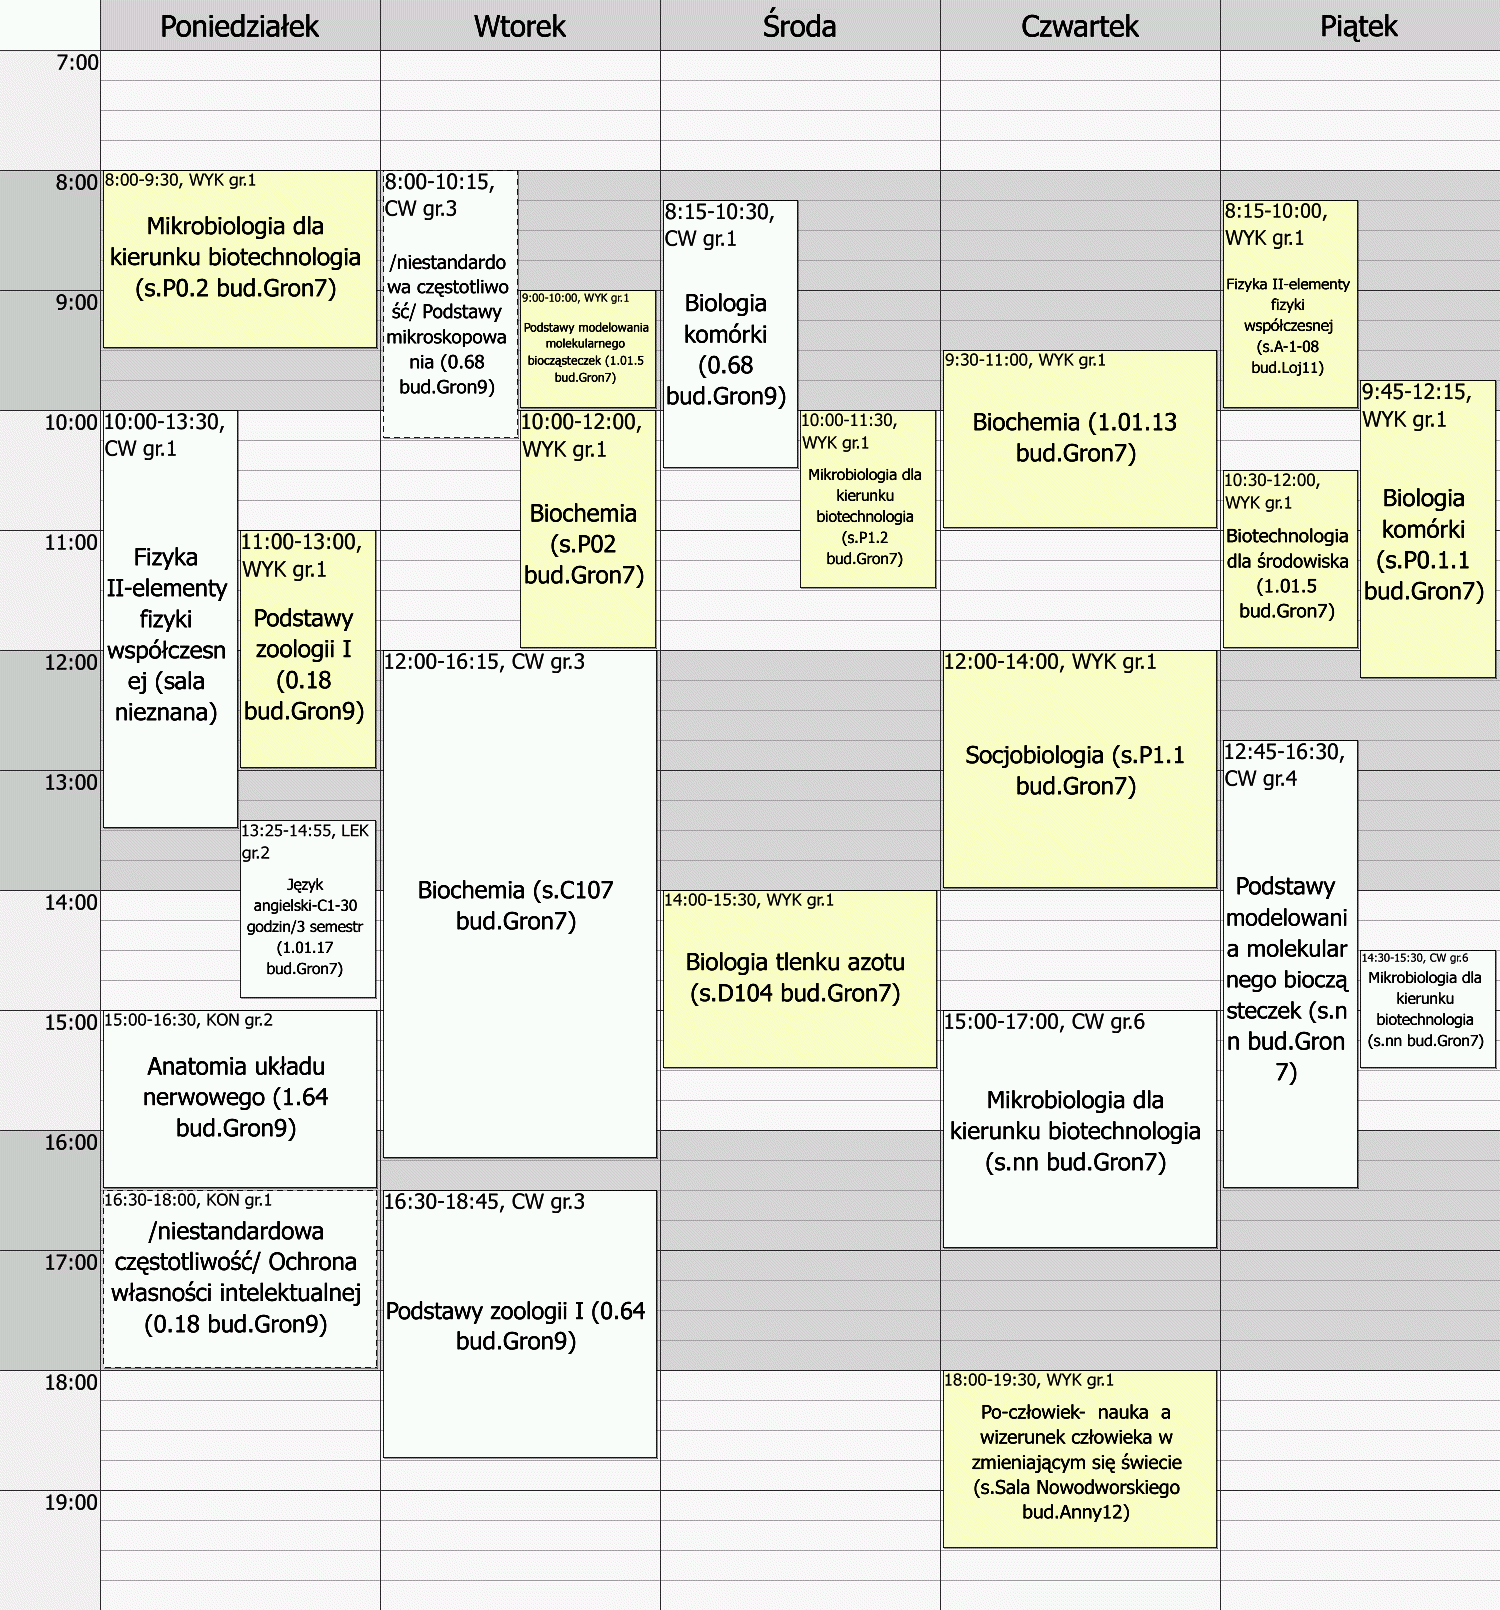 Poniedziałek
Wtorek
Środa
Czwartek
Piątek
7:00
8:00
9:00
10:00
11:00
12:00
13:00
14:00
15:00
16:00
17:00
18:00
19:00
8:00-9:30, WYK gr.1
Mikrobiologia dla
kierunku biotechnologia
(s.P0.2 bud.Gron7)
10:00-13:30,
CW gr.1
Fizyka
II-elementy
fizyki
współczesn
ej (sala
nieznana)
11:00-13:00,
WYK gr.1
Podstawy
zoologii I
(0.18
bud.Gron9)
13:25-14:55, LEK
gr.2
Język
angielski-C1-30
godzin/3 semestr
(1.01.17
bud.Gron7)
15:00-16:30, KON gr.2
Anatomia układu
nerwowego (1.64
bud.Gron9)
16:30-18:00, KON gr.1
/niestandardowa
częstotliwość/ Ochrona
własności intelektualnej
(0.18 bud.Gron9)
8:00-10:15,
CW gr.3
/niestandardo
wa częstotliwo
ść/ Podstawy
mikroskopowa
nia (0.68
bud.Gron9)
9:00-10:00, WYK gr.1
Podstawy modelowania
molekularnego
biocząsteczek (1.01.5
bud.Gron7)
10:00-12:00,
WYK gr.1
Biochemia
(s.P02
bud.Gron7)
12:00-16:15, CW gr.3
Biochemia (s.C107
bud.Gron7)
16:30-18:45, CW gr.3
Podstawy zoologii I (0.64
bud.Gron9)
8:15-10:30,
CW gr.1
Biologia
komórki
(0.68
bud.Gron9)
10:00-11:30,
WYK gr.1
Mikrobiologia dla
kierunku
biotechnologia
(s.P1.2
bud.Gron7)
14:00-15:30, WYK gr.1
Biologia tlenku azotu
(s.D104 bud.Gron7)
9:30-11:00, WYK gr.1
Biochemia (1.01.13
bud.Gron7)
12:00-14:00, WYK gr.1
Socjobiologia (s.P1.1
bud.Gron7)
15:00-17:00, CW gr.6
Mikrobiologia dla
kierunku biotechnologia
(s.nn bud.Gron7)
18:00-19:30, WYK gr.1
Po-człowiek- nauka a
wizerunek człowieka w
zmieniającym się świecie
(s.Sala Nowodworskiego
bud.Anny12)
8:15-10:00,
WYK gr.1
Fizyka II-elementy
fizyki
współczesnej
(s.A-1-08
bud.Loj11)
9:45-12:15,
WYK gr.1
Biologia
komórki
(s.P0.1.1
bud.Gron7)
10:30-12:00,
WYK gr.1
Biotechnologia
dla środowiska
(1.01.5
bud.Gron7)
12:45-16:30,
CW gr.4
Podstawy
modelowani
a molekular
nego bioczą
steczek (s.n
n bud.Gron
7)
14:30-15:30, CW gr.6
Mikrobiologia dla
kierunku
biotechnologia
(s.nn bud.Gron7)